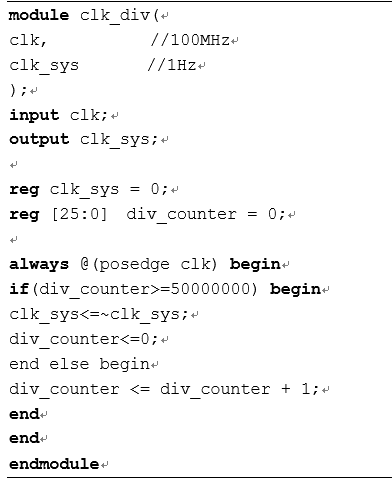 module clk_div(
clk,          //100MHz
clk_sys       //1Hz
);
input clk;
output clk_sys;

reg clk_sys = 0;
reg [25:0]  div_counter = 0;

always @(posedge clk) begin
if(div_counter>=50000000) begin
clk_sys<=~clk_sys;
div_counter<=0;
end else begin
div_counter <= div_counter + 1;
end
end
endmodule